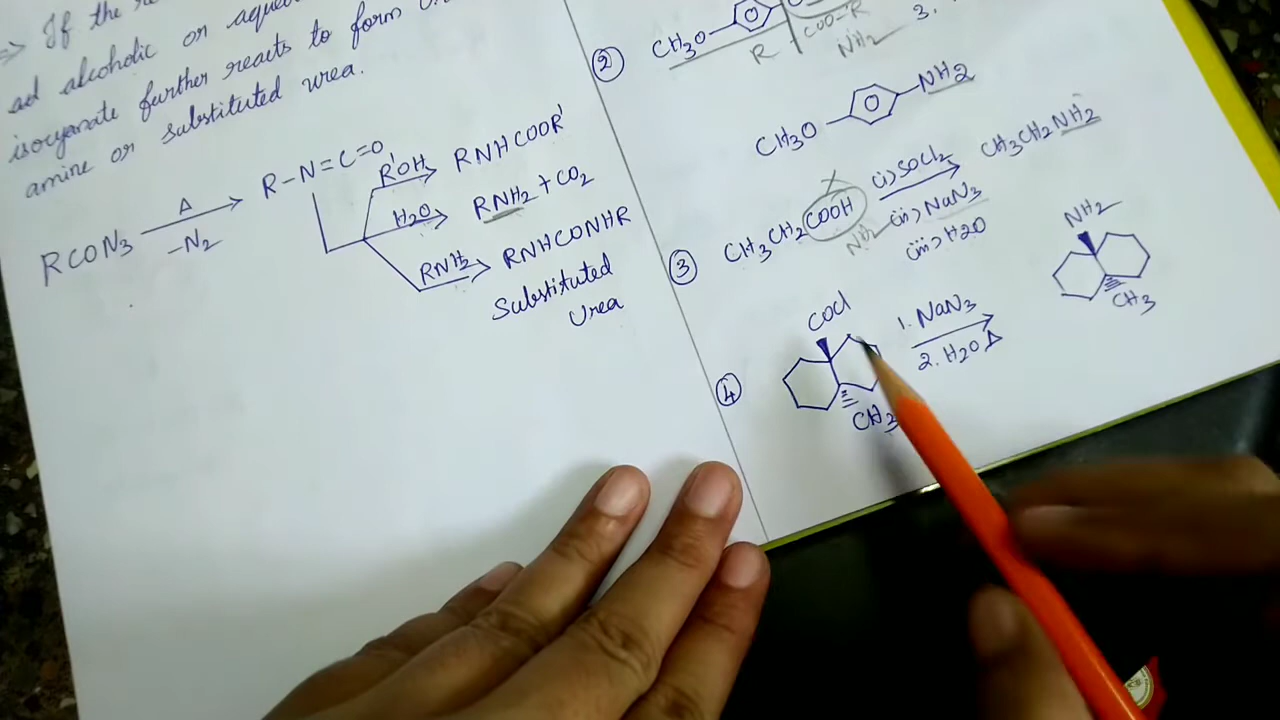 => If the
ad alcoholic or
isocyanate further reacts to form
amine or substituted urea.
RCON3 Δ -N2 R-N=C=O
R'OH RNHCOOR'
H2O RNH2 + CO2
RNH2 RNHCONHR
Substituted
Urea
② CH3O R COO-R
NH2 3.
CH3O NH2
③ CH3CH2COOH X NH2 i> SOCl2 CH3CH2NH2
ii> NaN3
iii> H2O
④ COCl CH3 1. NaN3
2. H2O Δ
NH2 CH3